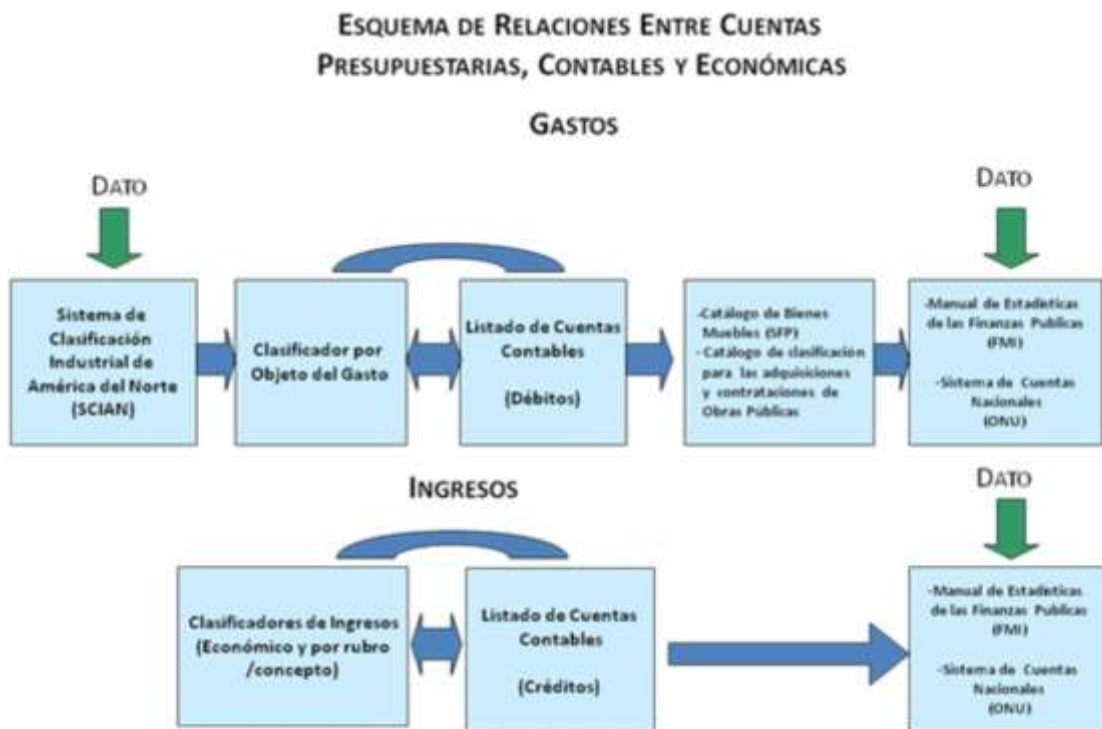 ESQUEMA DE RELACIONES ENTRE CUENTAS
PRESUPUESTARIAS, CONTABLES Y ECONÓMICAS
GASTOS
DATO
DATO
Sistema de
Clasificación
Industrial de
América del Norte
(SCIAN)
Clasificador por
Objeto del Gasto
Listado de Cuentas
Contables
(Débitos)
-Catálogo de Bienes
Muebles (SFP)
- Catálogo de clasificación
para las adquisiciones
y contrataciones de
Obras Públicas
-Manual de Estadísticas
de las Finanzas Publicas
(FMI)
-Sistema de Cuentas
Nacionales
(ONU)
INGRESOS
DATO
Clasificadores de Ingresos
(Económico y por rubro
/concepto)
Listado de Cuentas
Contables
(Créditos)
-Manual de Estadísticas
de las Finanzas Publicas
(FMI)
-Sistema de Cuentas
Nacionales
(ONU)